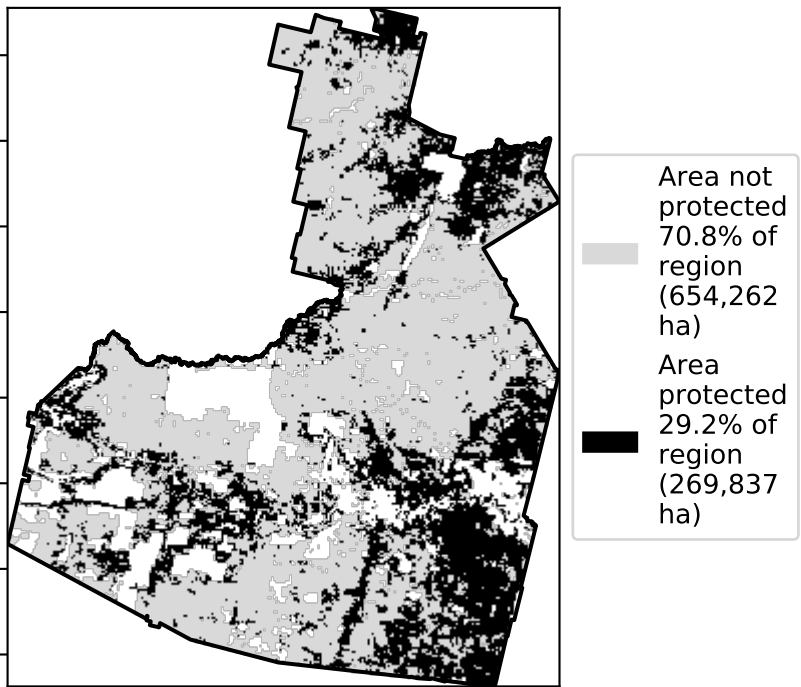 Area not
protected
70.8% of
region
(654,262
ha)
Area
protected
29.2% of
region
(269,837
ha)